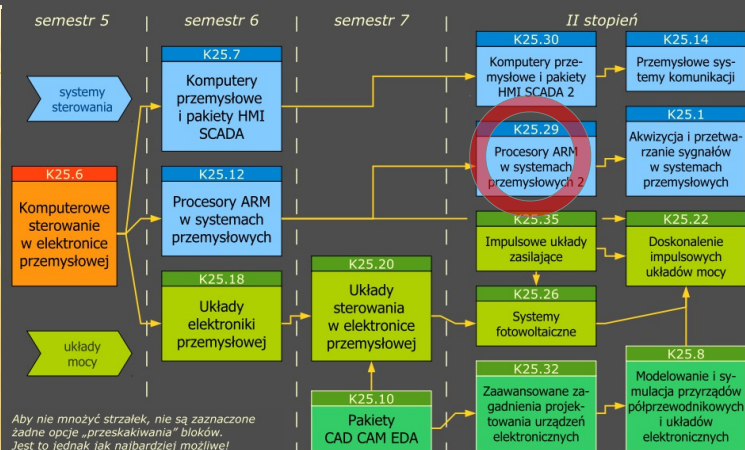 semestr 5
semestr 6
semestr 7
II stopień
systemy
sterowania
K25.6
Komputerowe
sterowanie
w elektronice
przemysłowej
układy
mocy
K25.7
Komputery
przemysłowe
i pakiety HMI
SCADA
K25.12
Procesory ARM
w systemach
przemysłowych
K25.18
Układy
elektroniki
przemysłowej
K25.20
Układy
sterowania
w elektronice
przemysłowej
K25.10
Pakiety
CAD CAM EDA
K25.30
Komputery prze-
mysłowe i pakiety
HMI SCADA 2
K25.14
Przemysłowe sys-
temy komunikacji
K25.29
Procesory ARM
w systemach
przemysłowych 2
K25.1
Akwizycja i przetwa-
rzanie sygnałów
w systemach
przemysłowych
K25.35
Impulsowe układy
zasilające
K25.22
Doskonalenie
impulsowych
układów mocy
K25.26
Systemy
fotowoltaiczne
K25.32
Zaawansowane za-
gadnienia projek-
towania urządzeń
elektronicznych
K25.8
Modelowanie i sy-
mulacja przyrządów
półprzewodnikowych
i układów
elektronicznych
Aby nie mnożyć strzałek, nie są zaznaczone
żadne opcje „przeskakiwania” bloków.
Jest to jednak jak najbardziej możliwe!